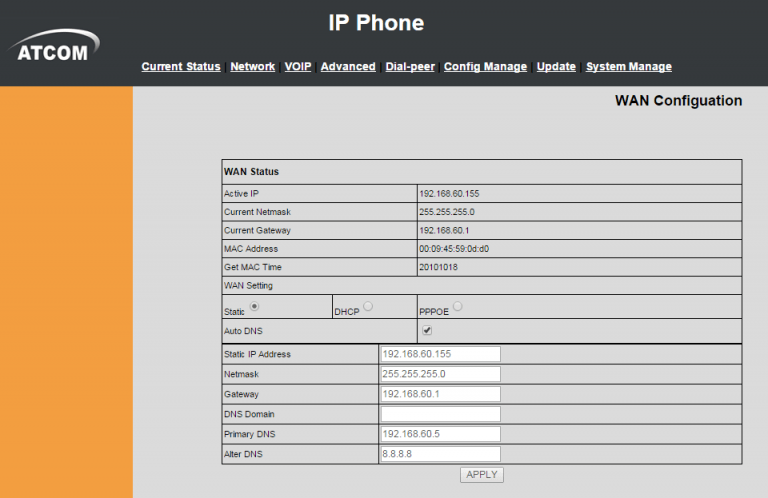 IP Phone
ATCOM
Current Status | Network | VOIP | Advanced | Dial-peer | Config Manage | Update | System Manage
WAN Configuation
WAN Status
Active IP 192.168.60.155
Current Netmask 255.255.255.0
Current Gateway 192.168.60.1
MAC Address 00:09:45:59:0d:d0
Get MAC Time 20101018
WAN Setting
Static DHCP PPPOE
Auto DNS
Static IP Address 192.168.60.155
Netmask 255.255.255.0
Gateway 192.168.60.1
DNS Domain
Primary DNS 192.168.60.5
Alter DNS 8.8.8.8
APPLY